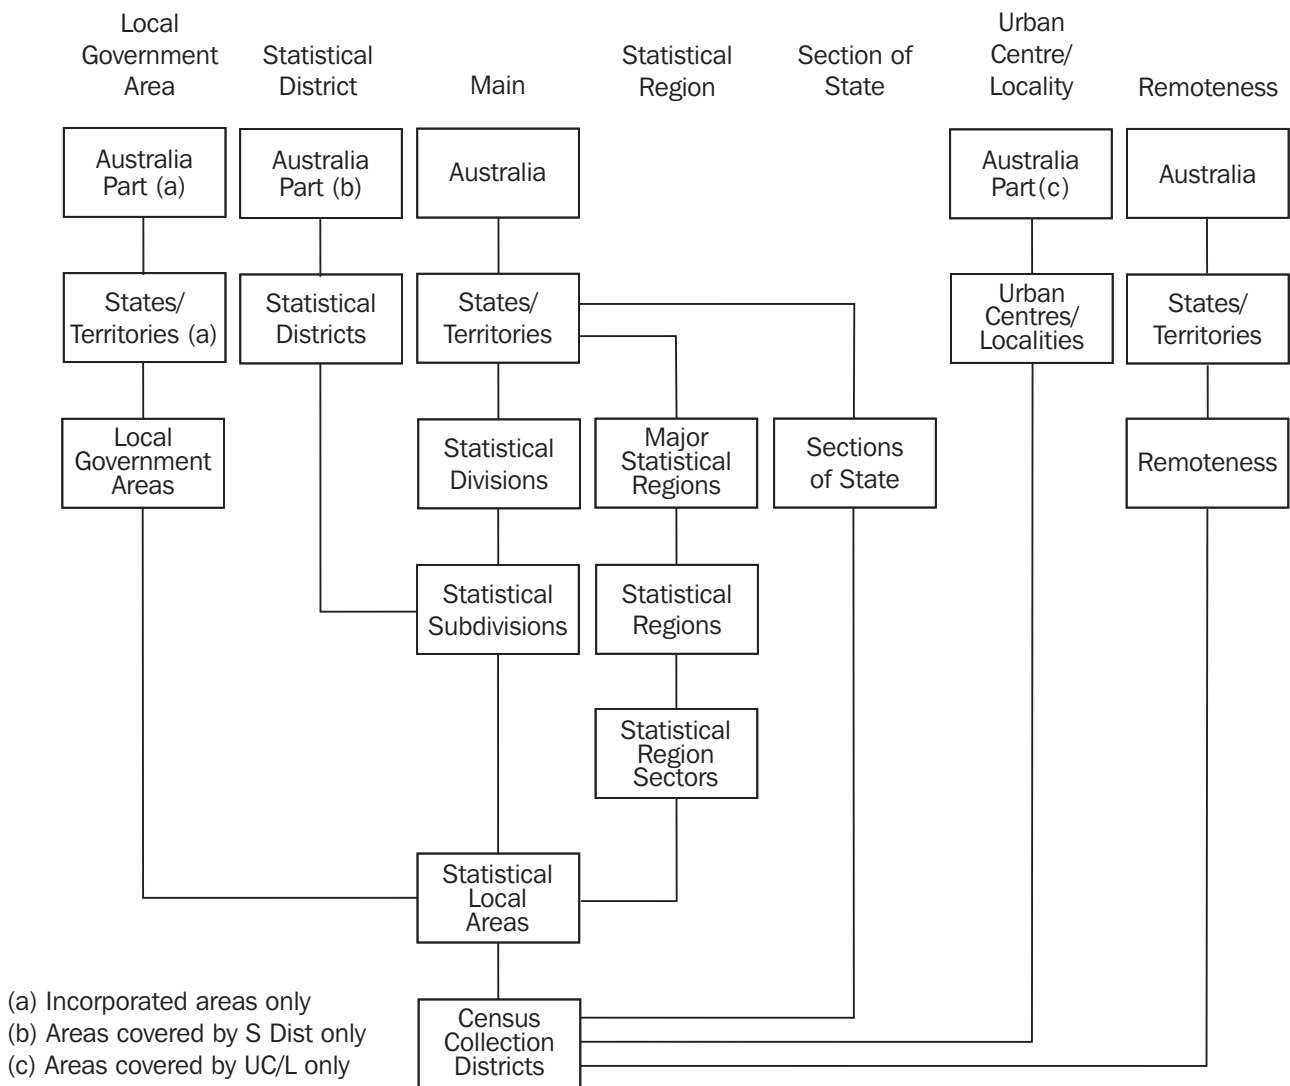 Local
Government
Area
Statistical
District
Main
Statistical
Region
Section of
State
Urban
Centre/
Locality
Remoteness
Australia
Part (a)
Australia
Part (b)
Australia
Australia
Part(c)
Australia
States/
Territories (a)
Statistical
Districts
States/
Territories
Urban
Centres/
Localities
States/
Territories
Local
Government
Areas
Statistical
Divisions
Major
Statistical
Regions
Sections
of State
Remoteness
Statistical
Subdivisions
Statistical
Regions
Statistical
Region
Sectors
Statistical
Local
Areas
Census
Collection
Districts
(a) Incorporated areas only
(b) Areas covered by S Dist only
(c) Areas covered by UC/L only